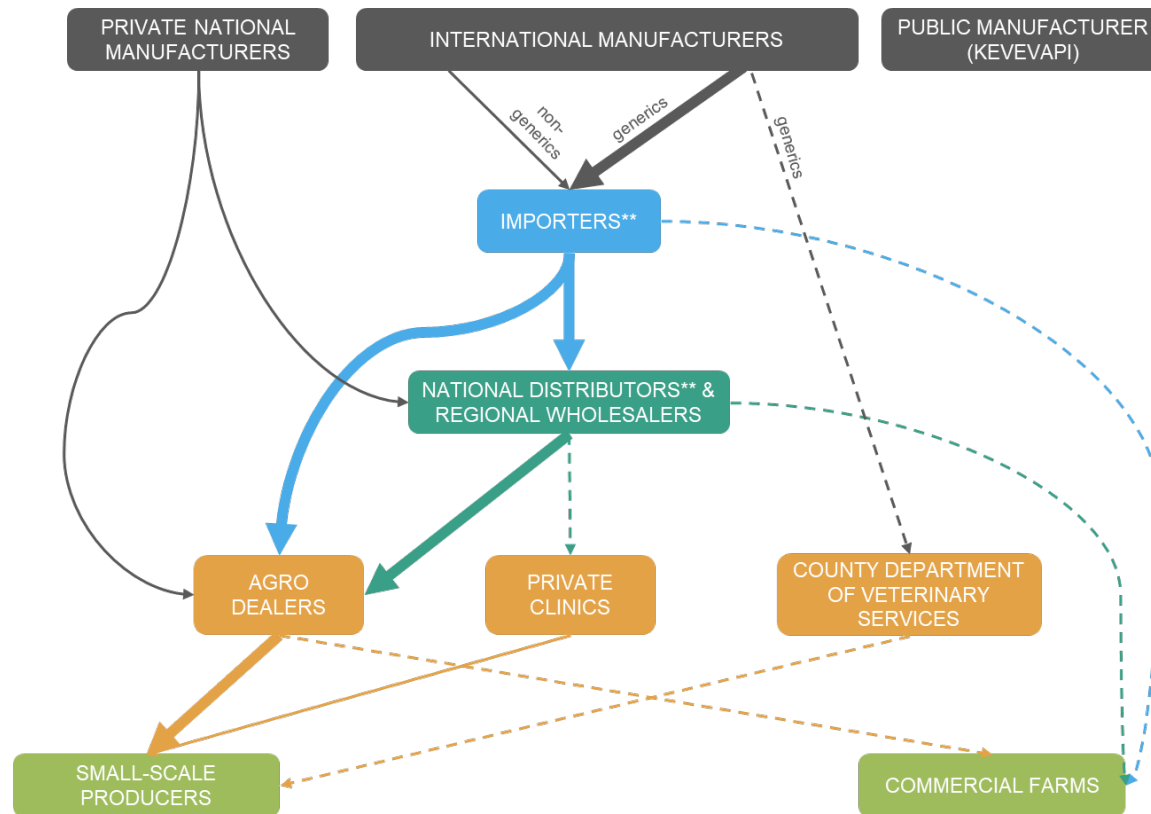 PRIVATE NATIONAL
MANUFACTURERS
INTERNATIONAL MANUFACTURERS
PUBLIC MANUFACTURER
(KEVEVAPI)
non-
generics
generics
generics
IMPORTERS**
NATIONAL DISTRIBUTORS** &
REGIONAL WHOLESALERS
AGRO
DEALERS
PRIVATE
CLINICS
COUNTY DEPARTMENT
OF VETERINARY
SERVICES
SMALL-SCALE
PRODUCERS
COMMERCIAL FARMS